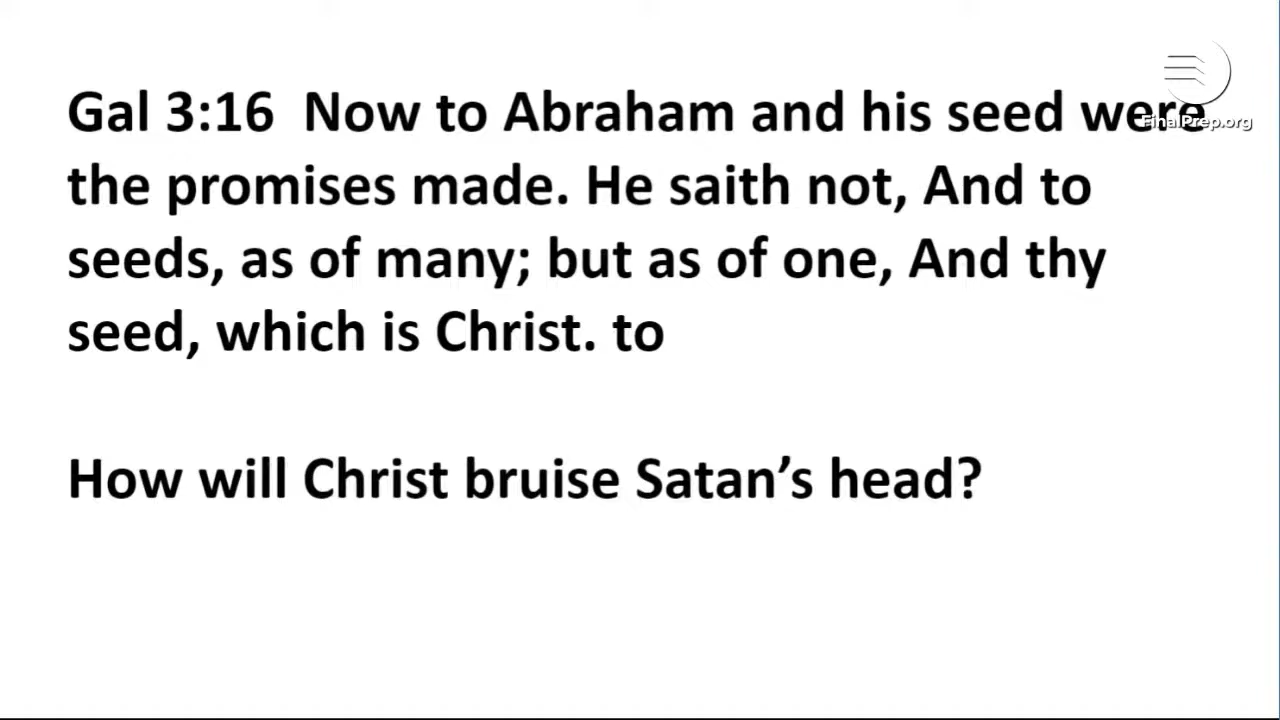 Gal 3:16  Now to Abraham and his seed were
FinalPrep.org
the promises made. He saith not, And to
seeds, as of many; but as of one, And thy
seed, which is Christ. to
How will Christ bruise Satan’s head?